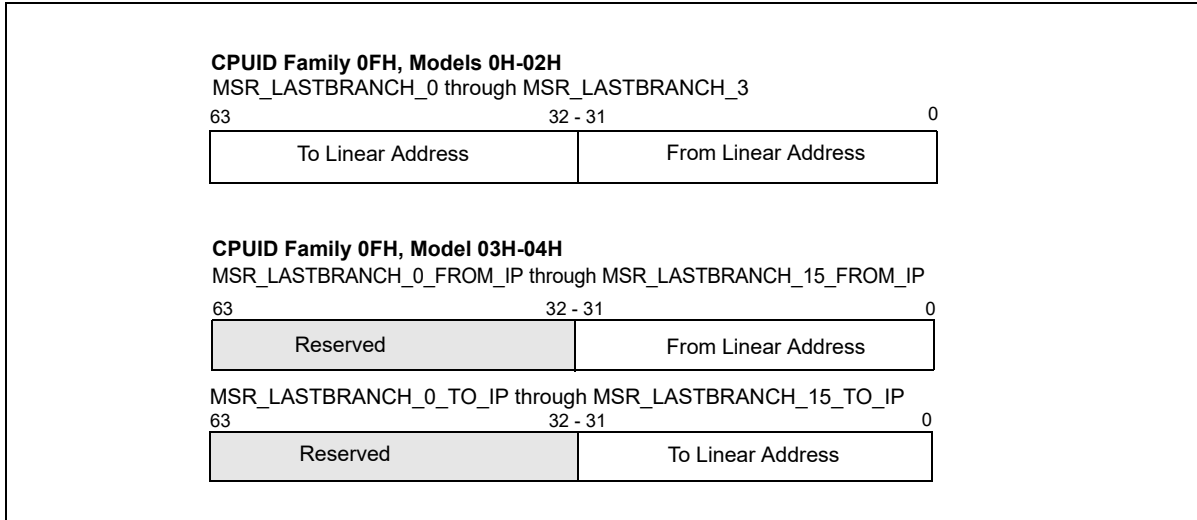 CPUID Family 0FH, Models 0H-02H
MSR_LASTBRANCH_0 through MSR_LASTBRANCH_3
63 32 - 31 0
To Linear Address From Linear Address
CPUID Family 0FH, Model 03H-04H
MSR_LASTBRANCH_0_FROM_IP through MSR_LASTBRANCH_15_FROM_IP
63 32 - 31 0
Reserved From Linear Address
MSR_LASTBRANCH_0_TO_IP through MSR_LASTBRANCH_15_TO_IP
63 32 - 31 0
Reserved To Linear Address